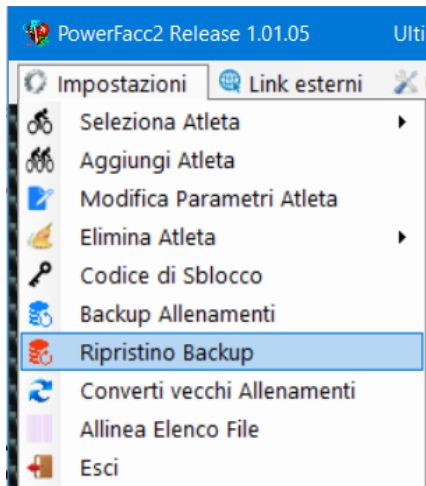 PowerFacc2 Release 1.01.05 Ulti
Impostazioni Link esterni
Seleziona Atleta
Aggiungi Atleta
Modifica Parametri Atleta
Elimina Atleta
Codice di Sblocco
Backup Allenamenti
Ripristino Backup
Converti vecchi Allenamenti
Allinea Elenco File
Esci